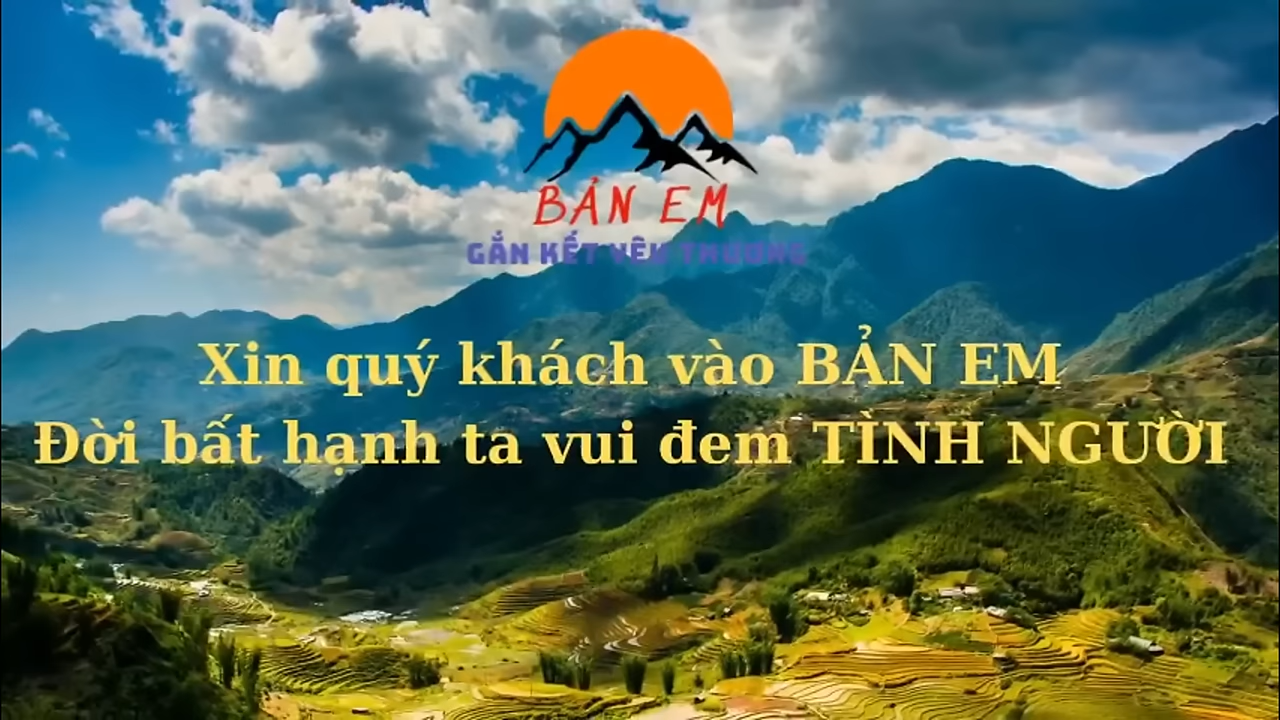 BẢN EM
GẮN KẾT YÊU THƯƠNG
Xin quý khách vào BẢN EM
Đời bất hạnh ta vui đem TÌNH NGƯỜI